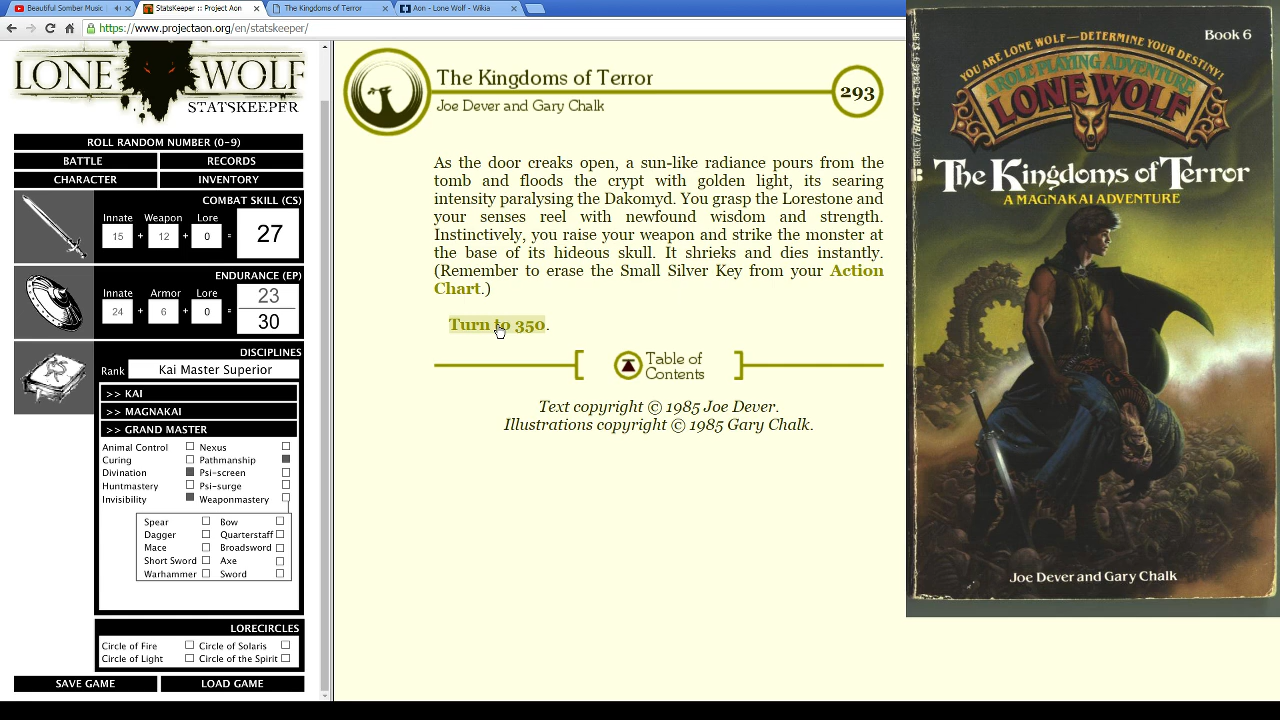 Beautiful Somber Music
StatsKeeper :: Project Aon
The Kingdoms of Terror
Aon - Lone Wolf - Wikia
https://www.projectaon.org/en/statskeeper/
LONE WOLF
STATSKEEPER
ROLL RANDOM NUMBER (0-9)
BATTLE RECORDS
CHARACTER INVENTORY
COMBAT SKILL (CS)
Innate Weapon Lore
15 + 12 + 0 = 27
ENDURANCE (EP)
Innate Armor Lore
23
24 + 6 + 0 =
30
DISCIPLINES
Rank Kai Master Superior
>> KAI
>> MAGNAKAI
>> GRAND MASTER
Animal Control Nexus
Curing Pathmanship
Divination Psi-screen
Huntmastery Psi-surge
Invisibility Weaponmastery
Spear Bow
Dagger Quarterstaff
Mace Broadsword
Short Sword Axe
Warhammer Sword
LORECIRCLES
Circle of Fire Circle of Solaris
Circle of Light Circle of the Spirit
SAVE GAME LOAD GAME
The Kingdoms of Terror
Joe Dever and Gary Chalk
293
As the door creaks open, a sun-like radiance pours from the
tomb and floods the crypt with golden light, its searing
intensity paralysing the Dakomyd. You grasp the Lorestone and
your senses reel with newfound wisdom and strength.
Instinctively, you raise your weapon and strike the monster at
the base of its hideous skull. It shrieks and dies instantly.
(Remember to erase the Small Silver Key from your Action
Chart.)
Turn to 350.
Table of
Contents
Text copyright © 1985 Joe Dever.
Illustrations copyright © 1985 Gary Chalk.
Book 6
YOU ARE LONE WOLF—DETERMINE YOUR DESTINY!
A ROLE PLAYING ADVENTURE
LONE WOLF
The Kingdoms of Terror
A MAGNAKAI ADVENTURE
Joe Dever and Gary Chalk